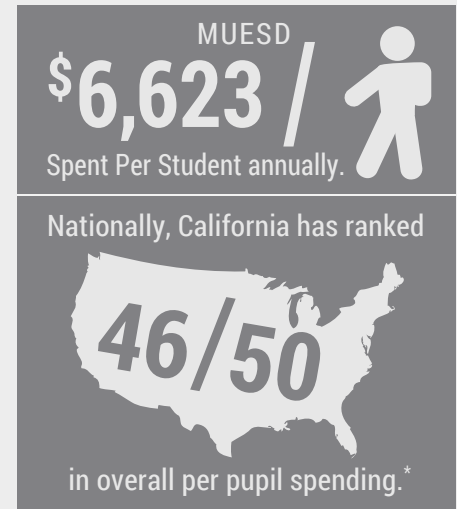 MUESD
$6,623 /
Spent Per Student annually.
Nationally, California has ranked
46/50
in overall per pupil spending.*